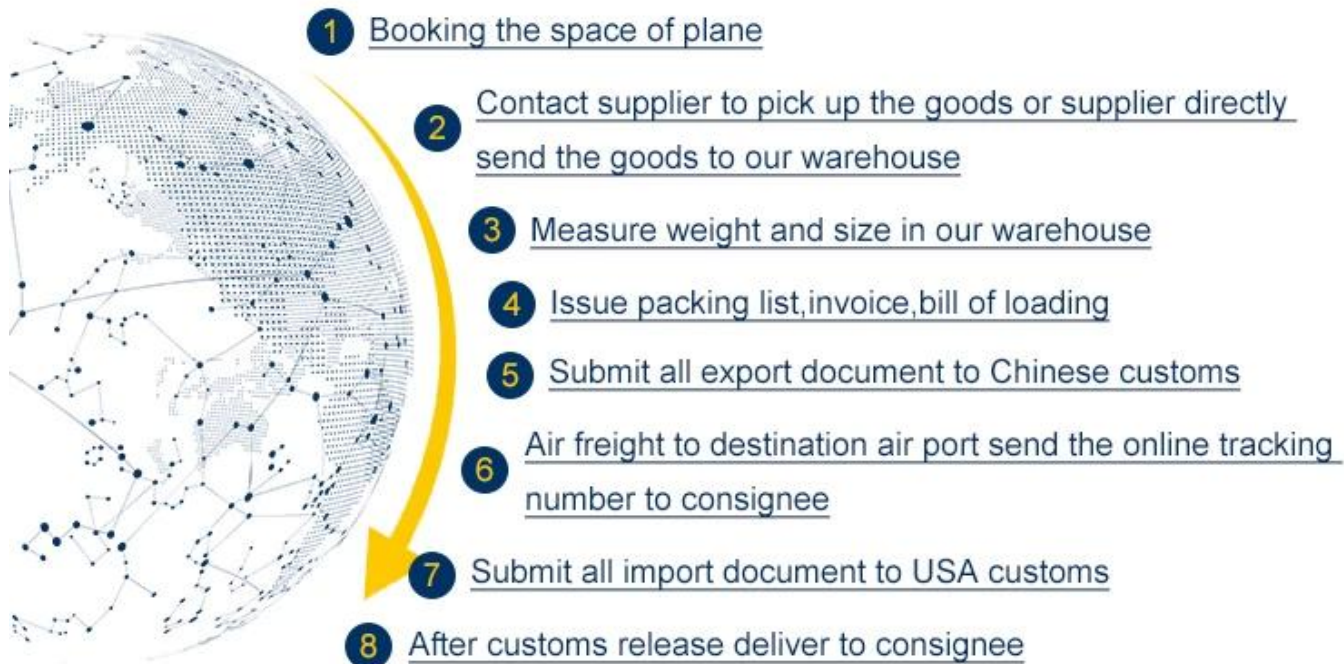 1 Booking the space of plane
2 Contact supplier to pick up the goods or supplier directly
send the goods to our warehouse
3 Measure weight and size in our warehouse
4 Issue packing list,invoice,bill of loading
5 Submit all export document to Chinese customs
6 Air freight to destination air port send the online tracking
number to consignee
7 Submit all import document to USA customs
8 After customs release deliver to consignee